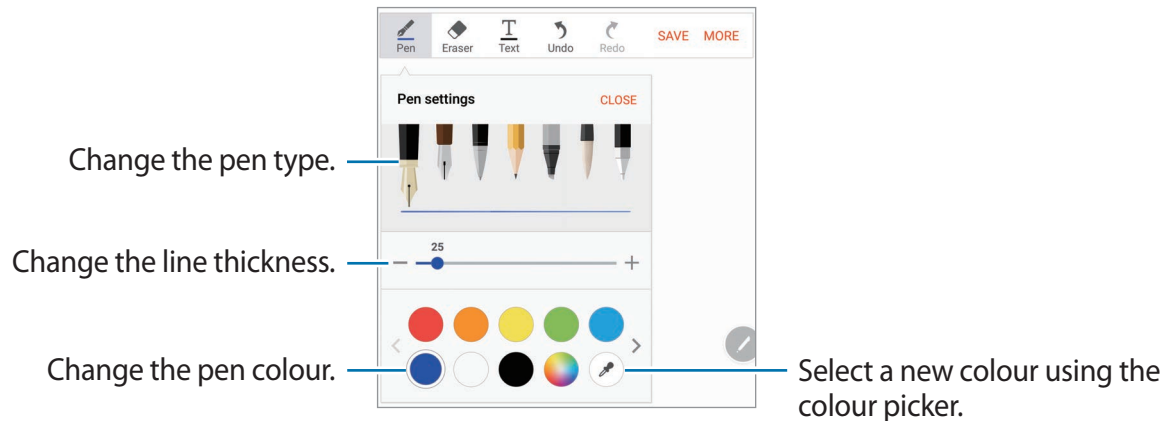 Pen Eraser Text Undo Redo SAVE MORE
Pen settings CLOSE
Change the pen type.
25
Change the line thickness.
Change the pen colour.
Select a new colour using the
colour picker.